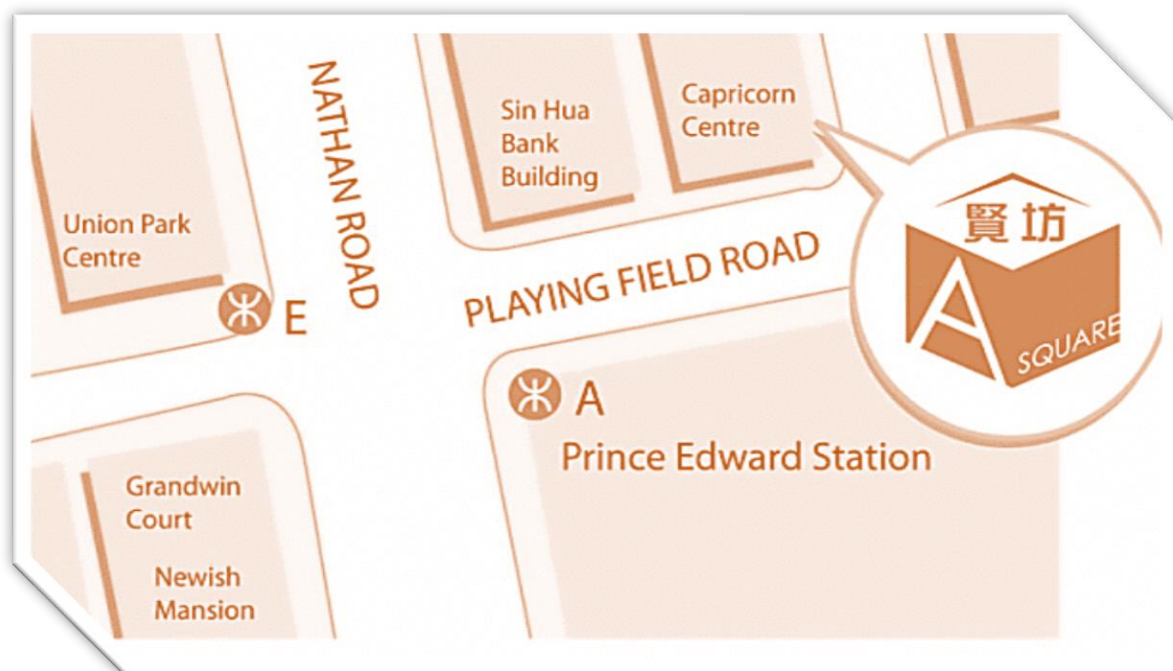 NATHAN ROAD
Sin Hua
Bank
Building
Capricorn
Centre
賢坊
A
SQUARE
Union Park
Centre
E
PLAYING FIELD ROAD
A
Prince Edward Station
Grandwin
Court
Newish
Mansion